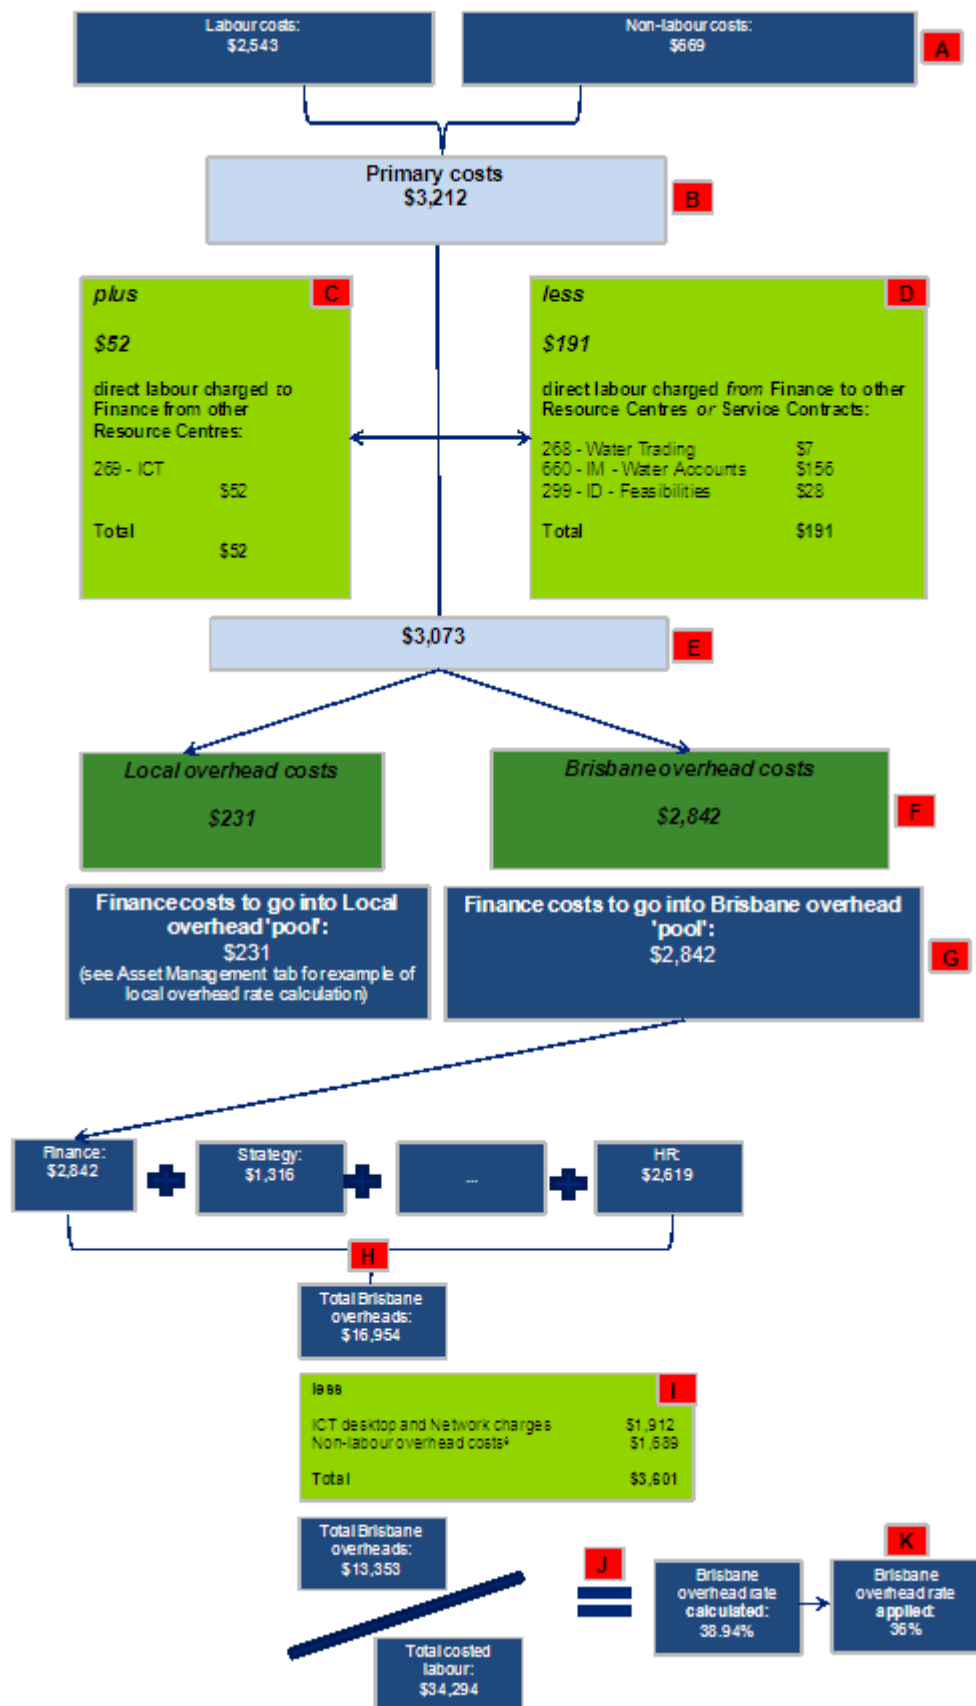 Labour costs:
$2,543
Non-labour costs:
$669
A
Primary costs
$3,212
B
plus
C
$52
direct labour charged to
Finance from other
Resource Centres:
269 - ICT
$52
Total
$52
less
D
$191
direct labour charged from Finance to other
Resource Centres or Service Contracts:
268 - Water Trading $7
660 - IM - Water Accounts $156
299 - ID - Feasibilities $28
Total $191
$3,073
E
Local overhead costs
$231
Brisbane overhead costs
$2,842
F
Finance costs to go into Local
overhead 'pool':
$231
(see Asset Management tab for example of
local overhead rate calculation)
Finance costs to go into Brisbane overhead
'pool':
$2,842
G
Finance:
$2,842
Strategy:
$1,316
...
HR:
$2,619
H
Total Brisbane
overheads:
$16,954
less
I
ICT desktop and Network charges $1,912
Non-labour overhead costs $1,689
Total $3,601
Total Brisbane
overheads:
$13,353
Total costed
labour:
$34,294
J
Brisbane
overhead rate
calculated:
38.94%
K
Brisbane
overhead rate
applied:
36%